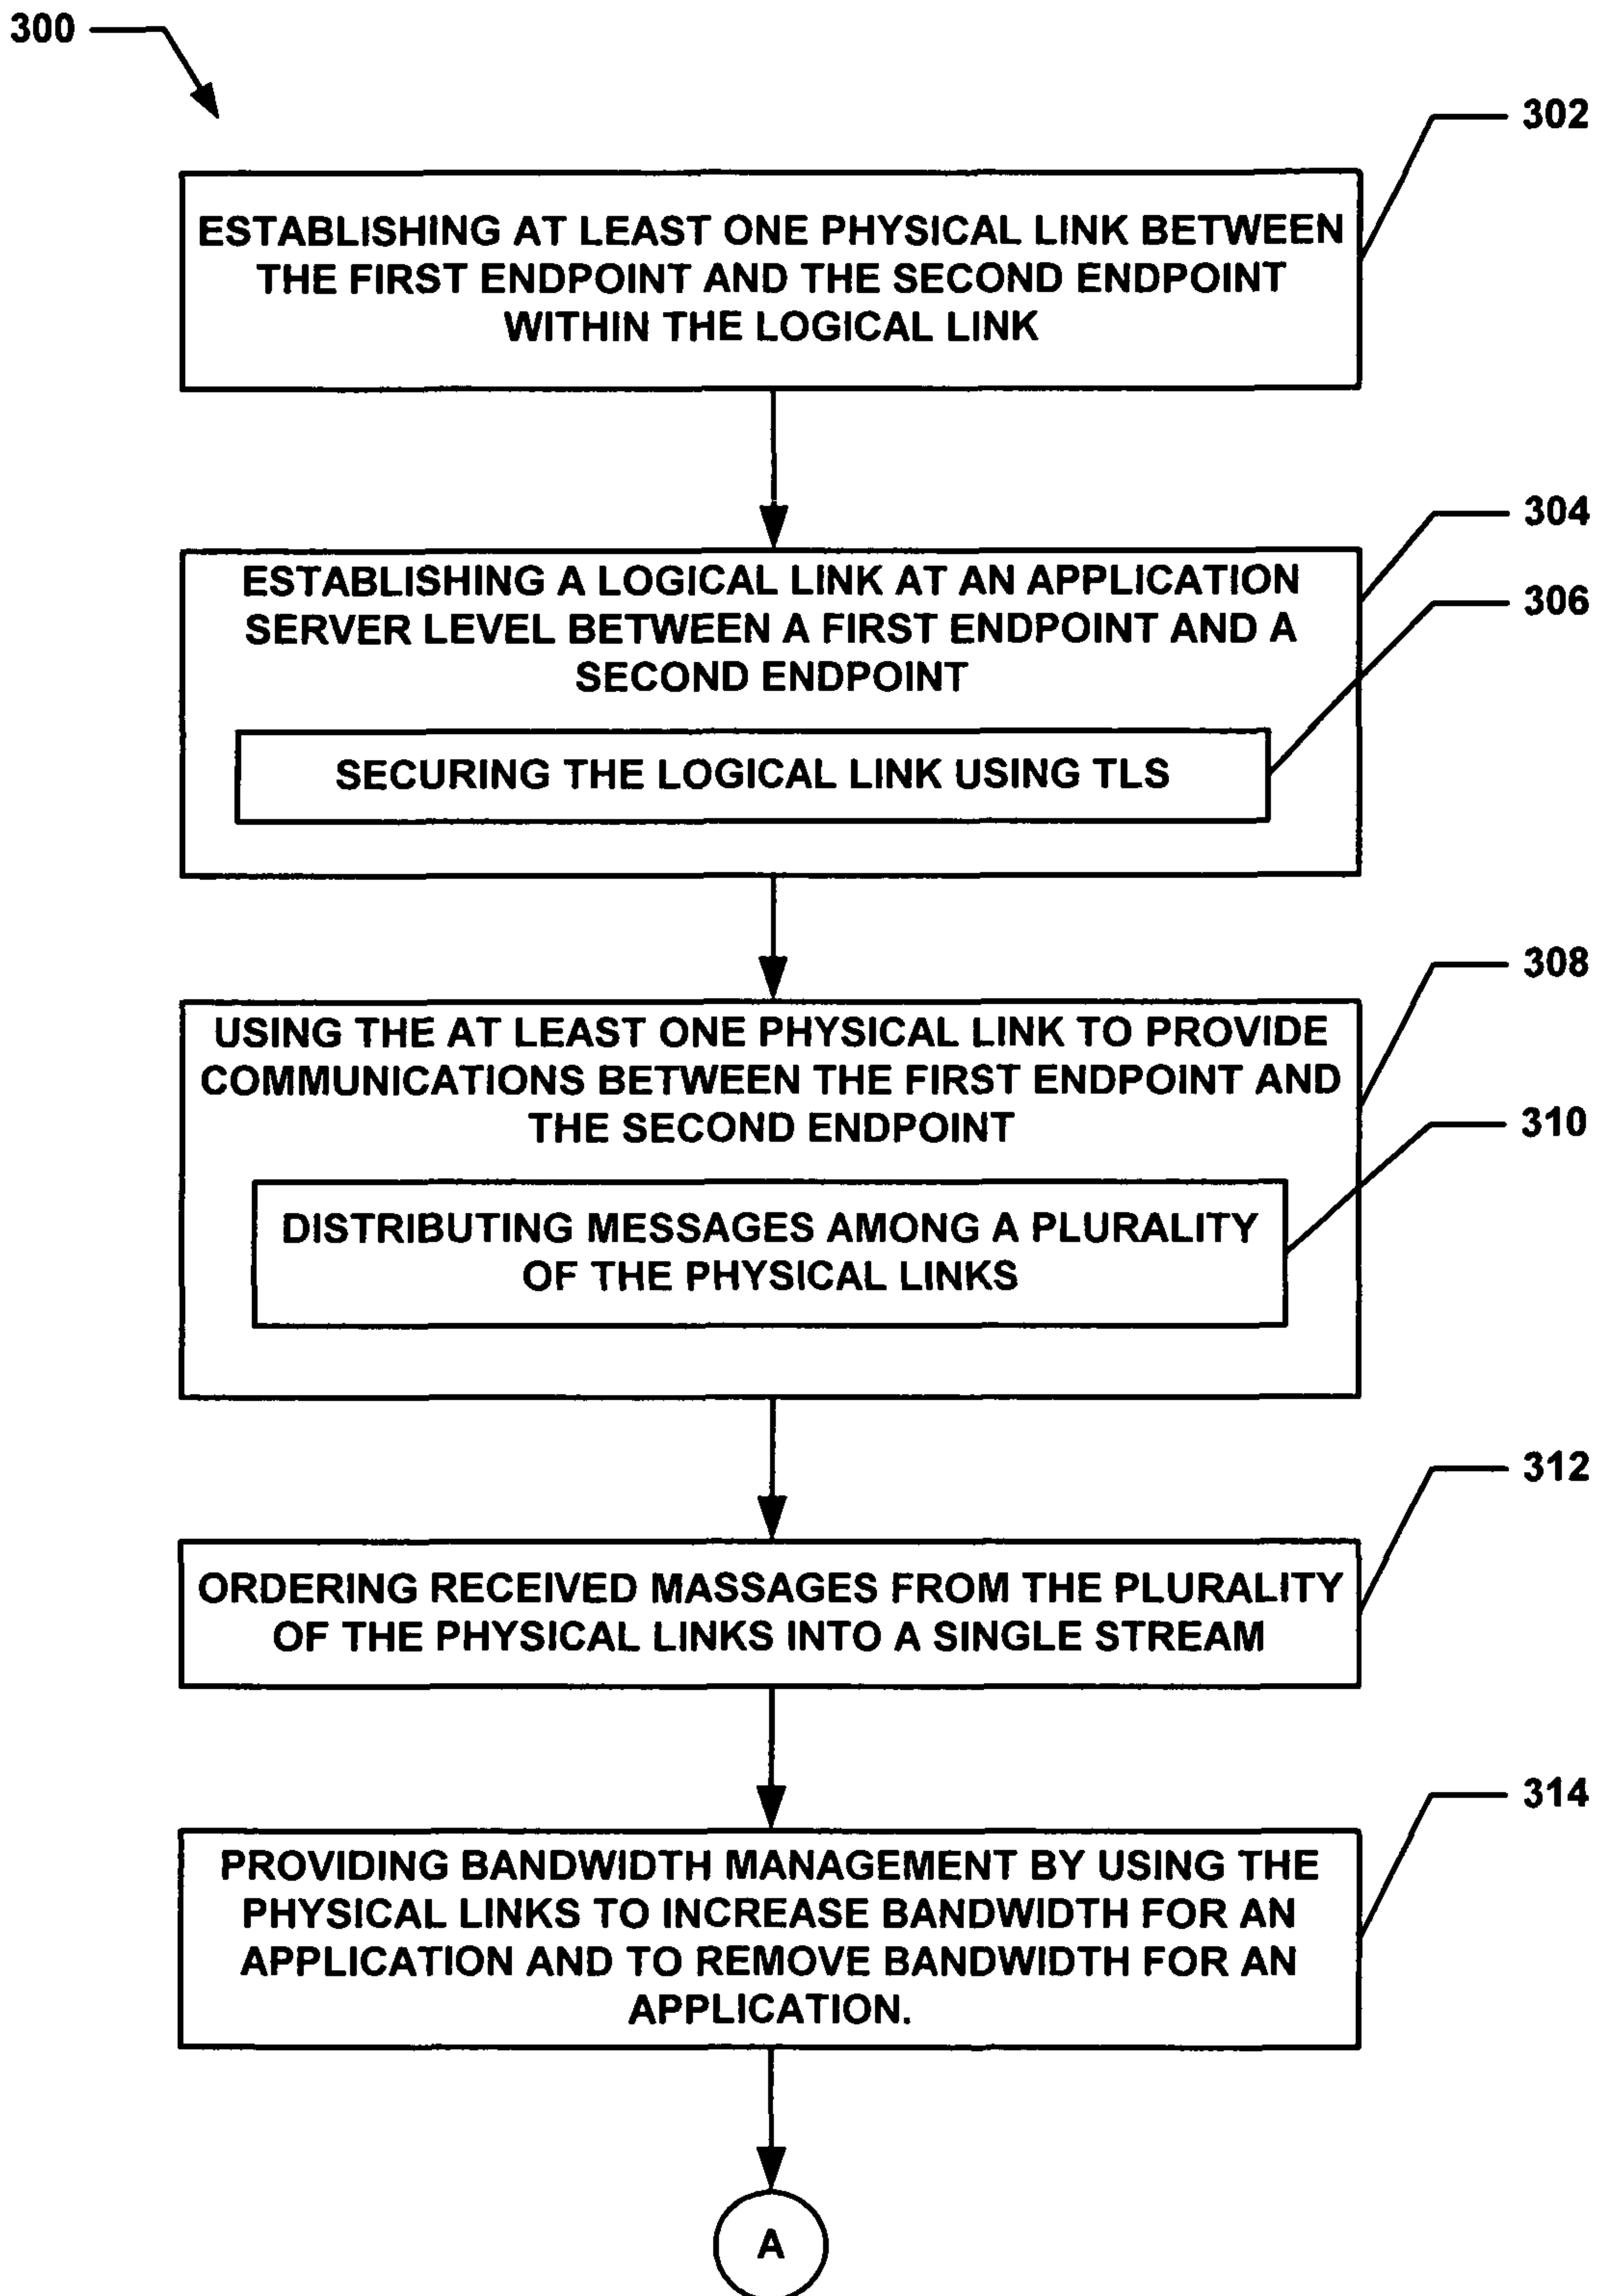 300
302
ESTABLISHING AT LEAST ONE PHYSICAL LINK BETWEEN
THE FIRST ENDPOINT AND THE SECOND ENDPOINT
WITHIN THE LOGICAL LINK
304
ESTABLISHING A LOGICAL LINK AT AN APPLICATION
SERVER LEVEL BETWEEN A FIRST ENDPOINT AND A
SECOND ENDPOINT
306
SECURING THE LOGICAL LINK USING TLS
308
USING THE AT LEAST ONE PHYSICAL LINK TO PROVIDE
COMMUNICATIONS BETWEEN THE FIRST ENDPOINT AND
THE SECOND ENDPOINT
310
DISTRIBUTING MESSAGES AMONG A PLURALITY
OF THE PHYSICAL LINKS
312
ORDERING RECEIVED MASSAGES FROM THE PLURALITY
OF THE PHYSICAL LINKS INTO A SINGLE STREAM
314
PROVIDING BANDWIDTH MANAGEMENT BY USING THE
PHYSICAL LINKS TO INCREASE BANDWIDTH FOR AN
APPLICATION AND TO REMOVE BANDWIDTH FOR AN
APPLICATION.
A